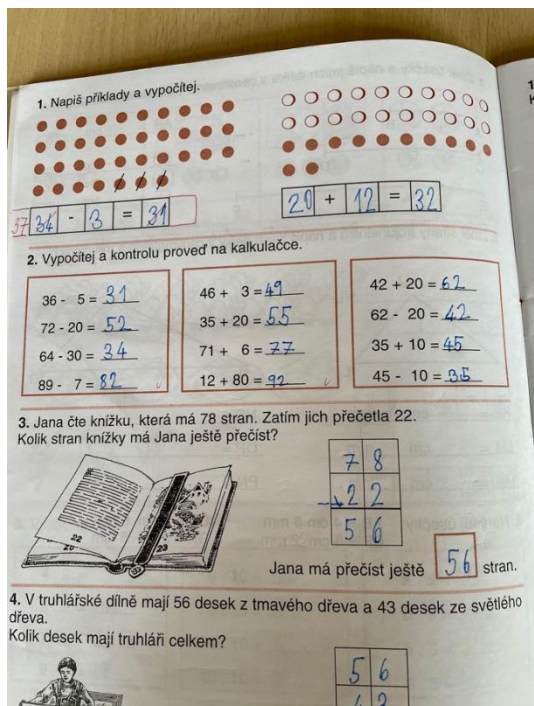 1. Napiš příklady a vypočítej.
37 34 - 3 = 31
20 + 12 = 32
2. Vypočítej a kontrolu proveď na kalkulačce.
36 - 5 = 31
72 - 20 = 52
64 - 30 = 34
89 - 7 = 82
46 + 3 = 49
35 + 20 = 55
71 + 6 = 77
12 + 80 = 92
42 + 20 = 62
62 - 20 = 42
35 + 10 = 45
45 - 10 = 35
3. Jana čte knížku, která má 78 stran. Zatím jich přečetla 22.
Kolik stran knížky má Jana ještě přečíst?
7 8
- 2 2
5 6
22
23
Jana má přečíst ještě 56 stran.
4. V truhlářské dílně mají 56 desek z tmavého dřeva a 43 desek ze světlého
dřeva.
Kolik desek mají truhláři celkem?
5 6
4 3